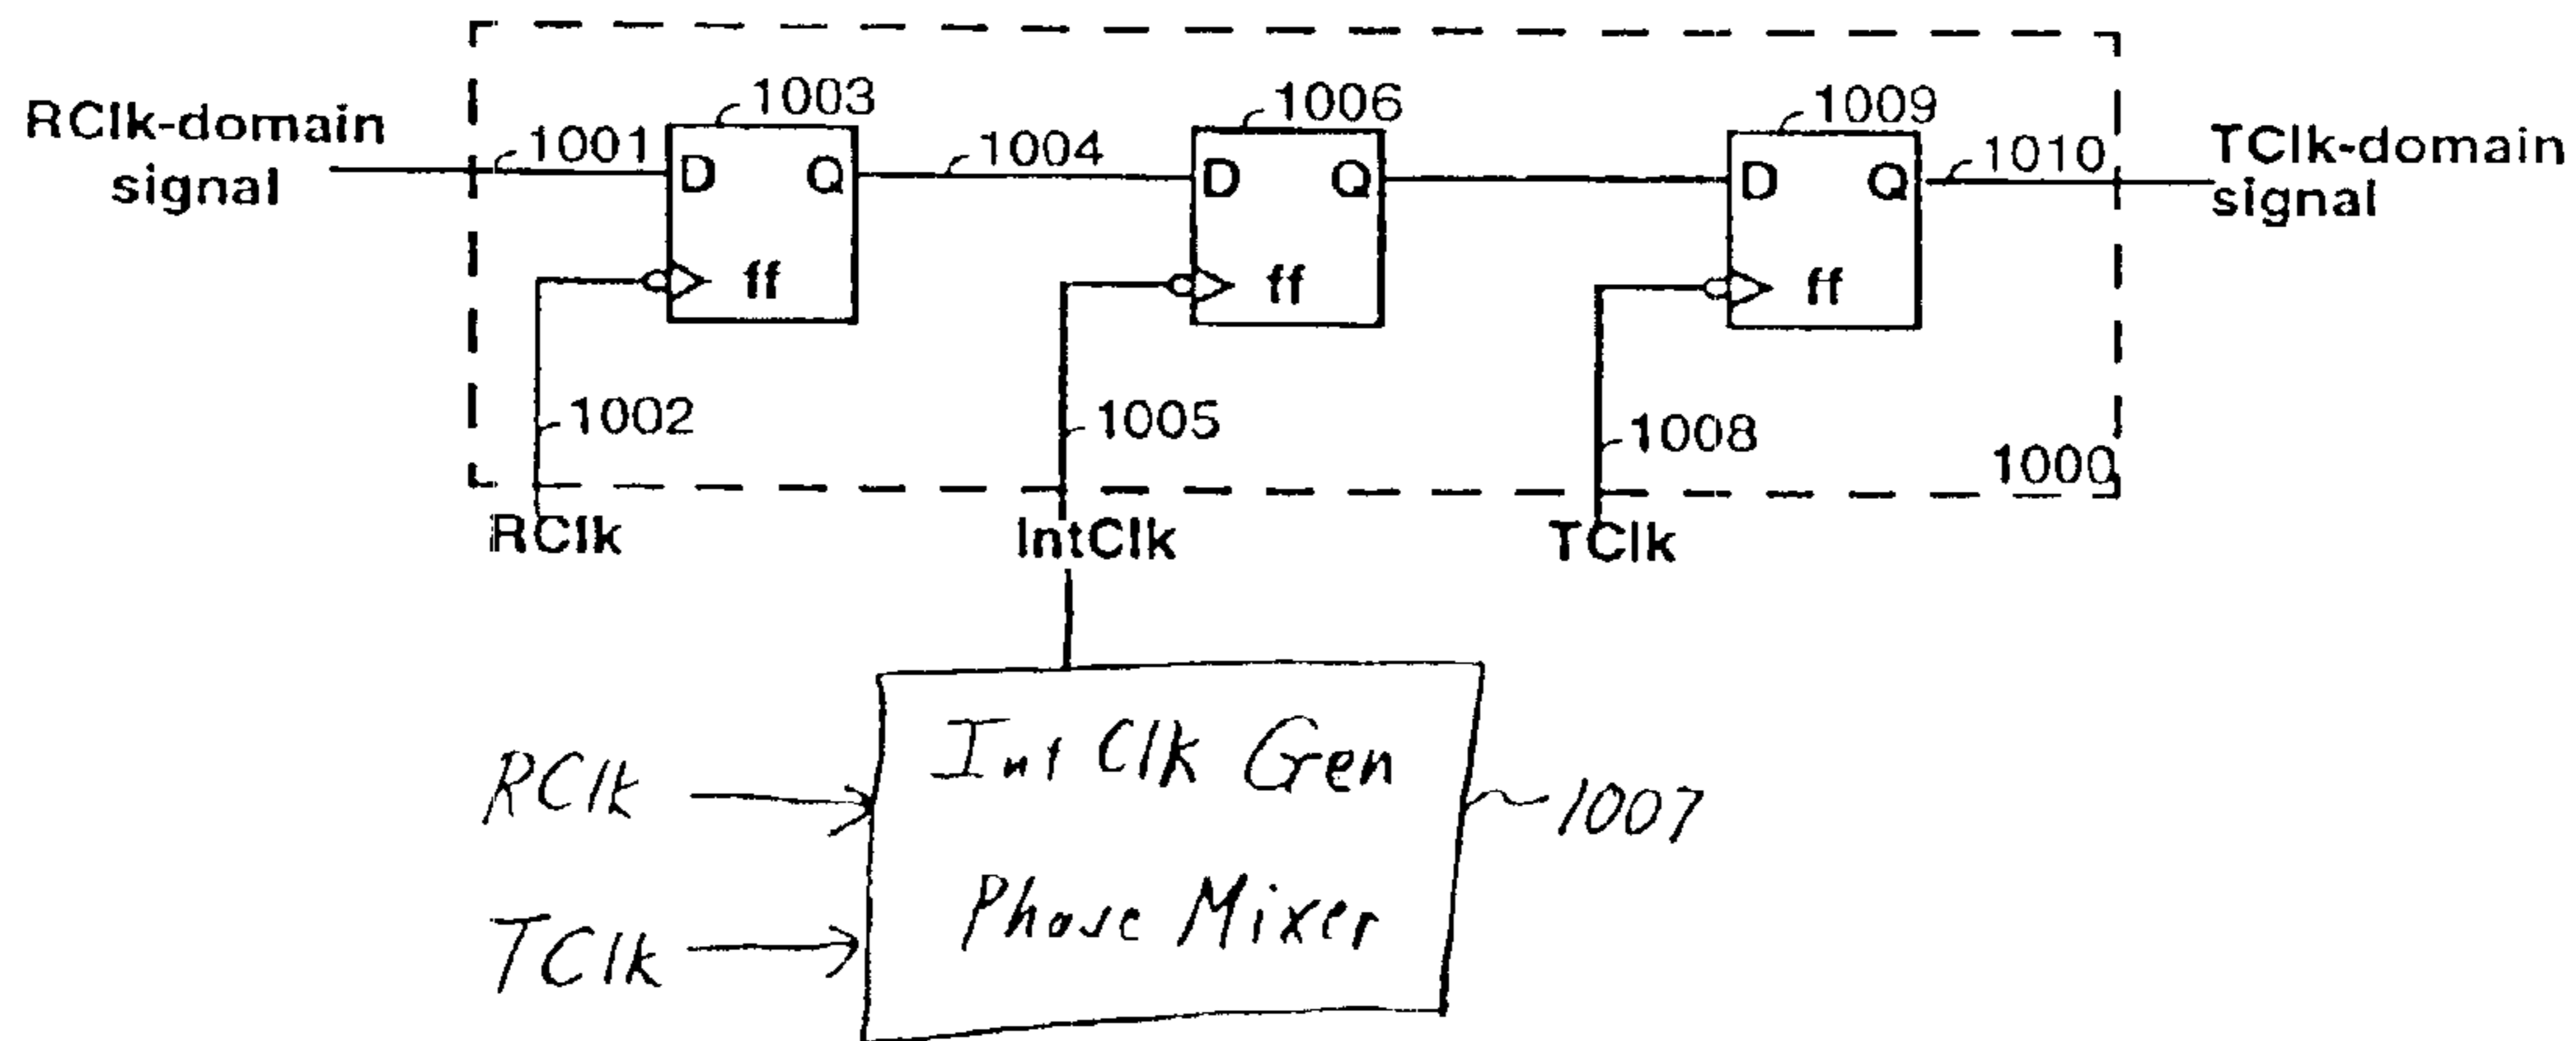 1003
1006
1009
RClk-domain
signal
1001
D Q
ff
1004
D Q
ff
D Q
ff
1010
TClk-domain
signal
1002
1005
1008
1000
RClk
IntClk
TClk
Int Clk Gen
Phase Mixer
RClk
TClk
1007